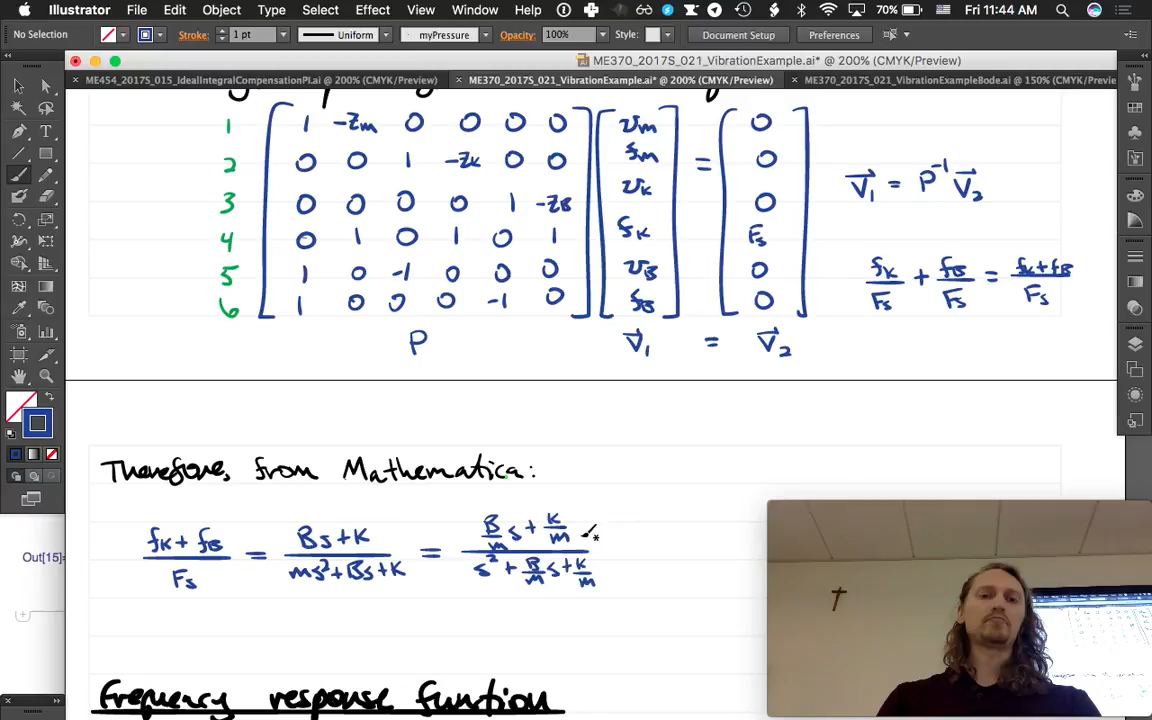 Illustrator File Edit Object Type Select Effect View Window Help 70% Fri 11:44 AM
No Selection Stroke: 1 pt Uniform myPressure Opacity: 100% Style: Document Setup Preferences
ME370_2017S_021_VibrationExample.ai* @ 200% (CMYK/Preview)
ME454_2017S_015_IdealIntegralCompensationPI.ai @ 200% (CMYK/Preview) ME370_2017S_021_VibrationExample.ai* @ 200% (CMYK/Preview) ME370_2017S_021_VibrationExampleBode.ai @ 150% (CMYK/Preview)
1 [ 1 -Zm 0 0 0 0 ] [ vm ] [ 0 ]
2 0 0 1 -Zk 0 0 fm = 0
3 0 0 0 0 1 -ZB vk 0
4 0 1 0 1 0 1 fk Fs
5 1 0 -1 0 0 0 vB 0
6 1 0 0 0 -1 0 fB 0
P V⃗1 = V⃗2
V⃗1 = P⁻¹ V⃗2
fK/Fs + fB/Fs = (fK+fB)/Fs
Therefore, from Mathematica:
(fK + fB)/Fs = (Bs+K)/(ms²+Bs+K) = (B/m s + K/m)/(s² + B/m s + K/m)
Out[15]=
Frequency response function